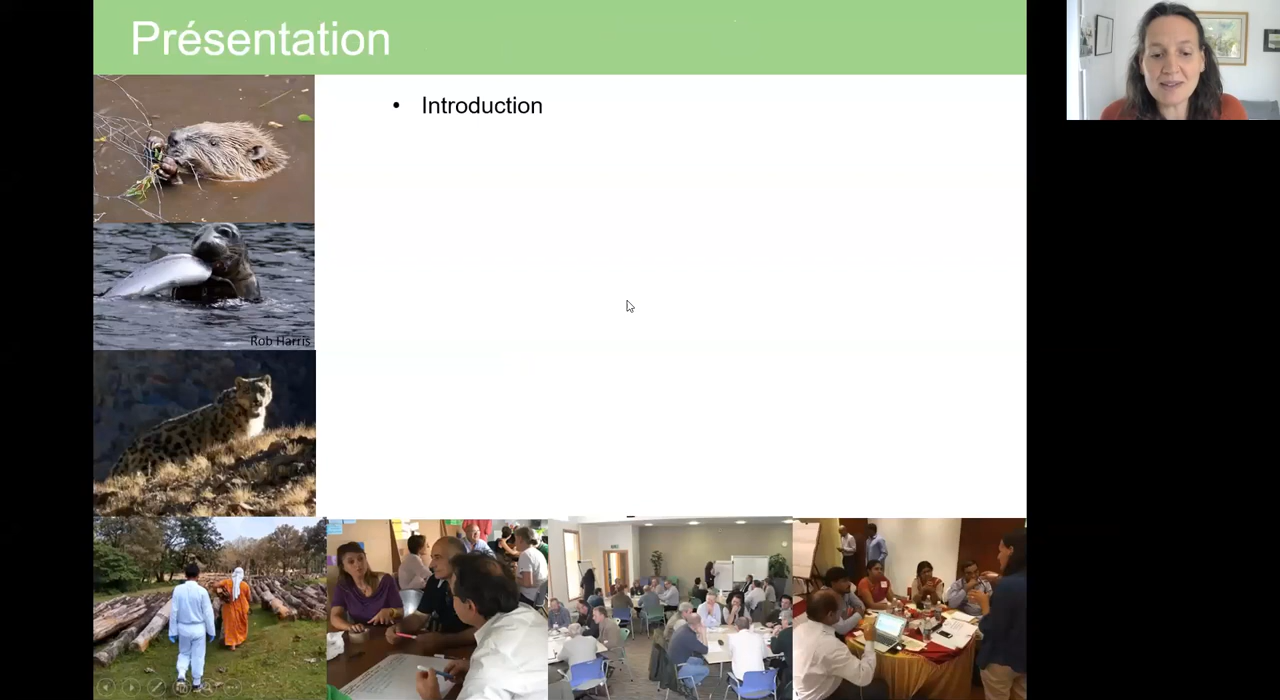 Présentation
• Introduction
Rob Harris